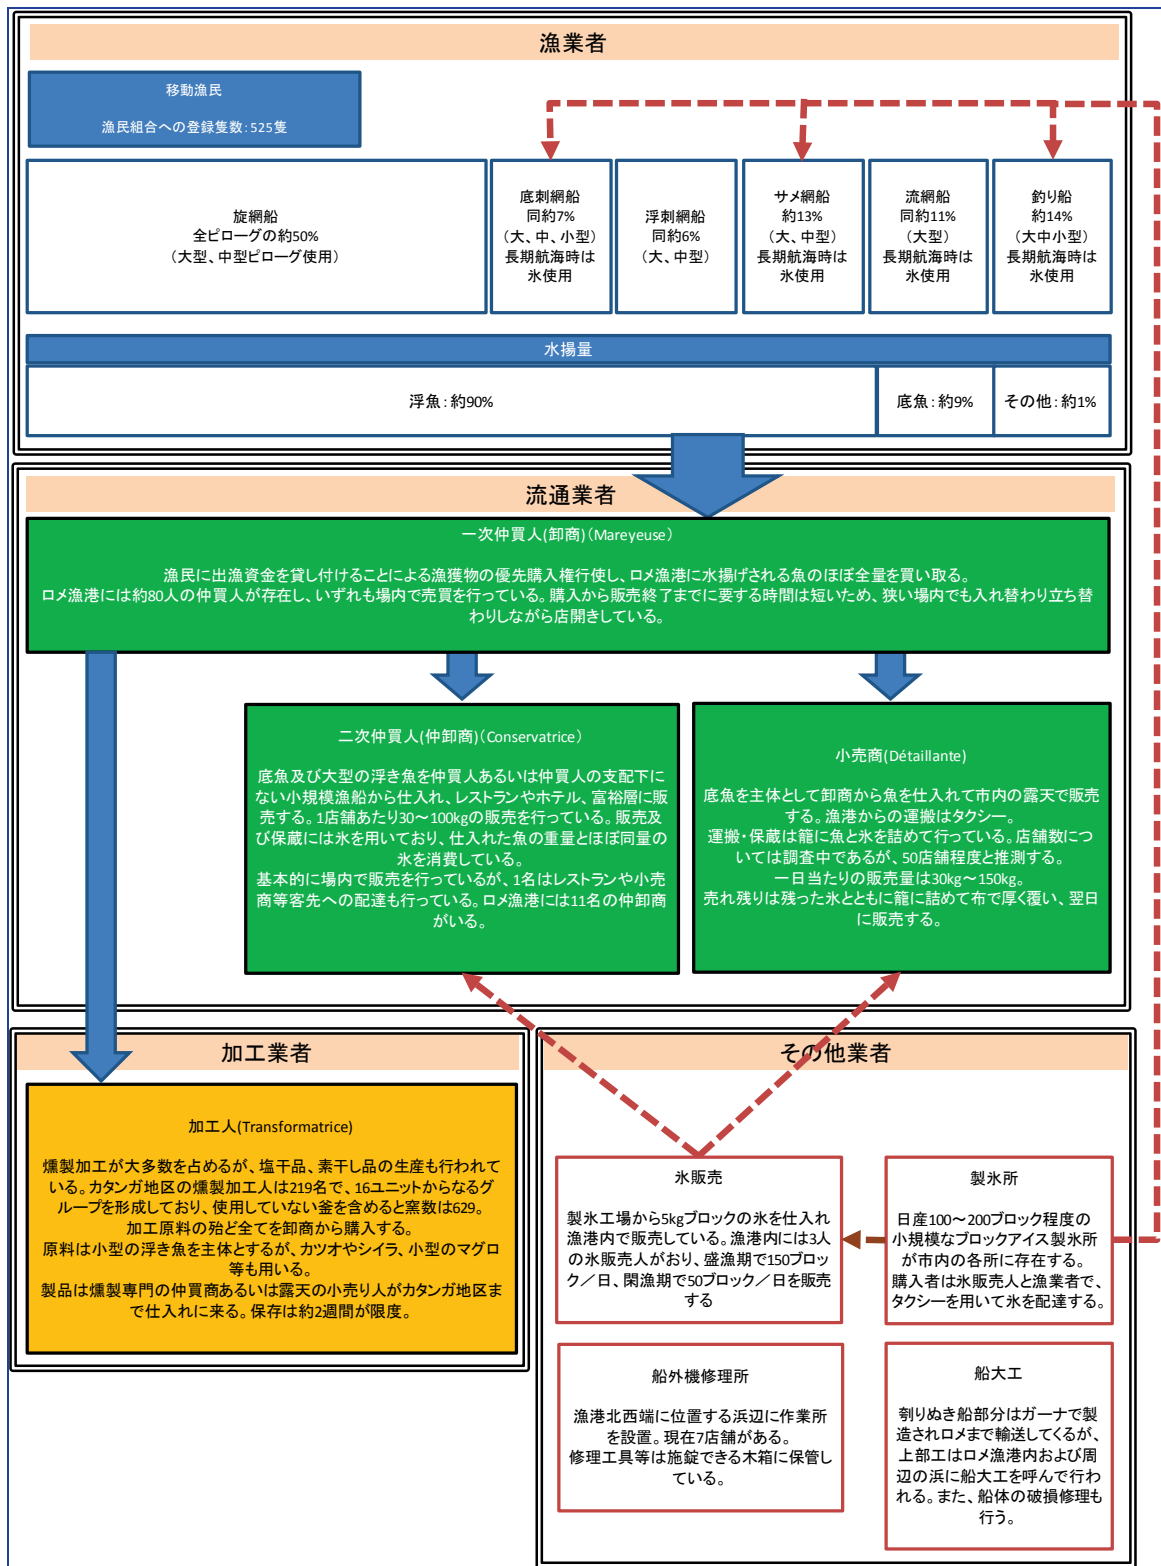 漁業者
移動漁民
漁民組合への登録隻数：525隻
旋網船
全ピローグの約50%
（大型、中型ピローグ使用）
底刺網船
同約7%
（大、中、小型）
長期航海時は
氷使用
浮刺網船
同約6%
（大、中型）
サメ網船
約13%
（大、中型）
長期航海時は
氷使用
流網船
同約11%
（大型）
長期航海時は
氷使用
釣り船
約14%
（大中小型）
長期航海時は
氷使用
水揚量
浮魚：約90%
底魚：約9%
その他：約1%
流通業者
一次仲買人(卸商)（Mareyeuse）
漁民に出漁資金を貸し付けることによる漁獲物の優先購入権行使し、ロメ漁港に水揚げされる魚のほぼ全量を買い取る。
ロメ漁港には約80人の仲買人が存在し、いずれも場内で売買を行っている。購入から販売終了までに要する時間は短いため、狭い場内でも入れ替わり立ち替
わりしながら店開きしている。
二次仲買人(仲卸商)（Conservatrice）
底魚及び大型の浮き魚を仲買人あるいは仲買人の支配下に
ない小規模漁船から仕入れ、レストランやホテル、富裕層に販
売する。1店舗あたり30～100kgの販売を行っている。販売及
び保蔵には氷を用いており、仕入れた魚の重量とほぼ同量の
氷を消費している。
基本的に場内で販売を行っているが、1名はレストランや小売
商等客先への配達も行っている。ロメ漁港には11名の仲卸商
がいる。
小売商(Détaillante)
底魚を主体として卸商から魚を仕入れて市内の露天で販売
する。漁港からの運搬はタクシー。
運搬・保蔵は籠に魚と氷を詰めて行っている。店舗数につ
いては調査中であるが、50店舗程度と推測する。
一日当たりの販売量は30kg～150kg。
売れ残りは残った氷とともに籠に詰めて布で厚く覆い、翌日
に販売する。
加工業者
加工人(Transformatrice)
燻製加工が大多数を占めるが、塩干品、素干し品の生産も行われて
いる。カタンガ地区の燻製加工人は219名で、16ユニットからなるグ
ループを形成しており、使用していない釜を含めると窯数は629。
加工原料の殆ど全てを卸商から購入する。
原料は小型の浮き魚を主体とするが、カツオやシイラ、小型のマグロ
等も用いる。
製品は燻製専門の仲買商あるいは露天の小売り人がカタンガ地区ま
で仕入れに来る。保存は約2週間が限度。
その他業者
氷販売
製氷工場から5kgブロックの氷を仕入れ
漁港内で販売している。漁港内には3人
の氷販売人がおり、盛漁期で150ブロッ
ク／日、閑漁期で50ブロック／日を販売
する
製氷所
日産100～200ブロック程度の
小規模なブロックアイス製氷所
が市内の各所に存在する。
購入者は氷販売人と漁業者で、
タクシーを用いて氷を配達する。
船外機修理所
漁港北西端に位置する浜辺に作業所
を設置。現在7店舗がある。
修理工具等は施錠できる木箱に保管し
ている。
船大工
刳りぬき船部分はガーナで製
造されロメまで輸送してくるが、
上部工はロメ漁港内および周
辺の浜に船大工を呼んで行わ
れる。また、船体の破損修理も
行う。